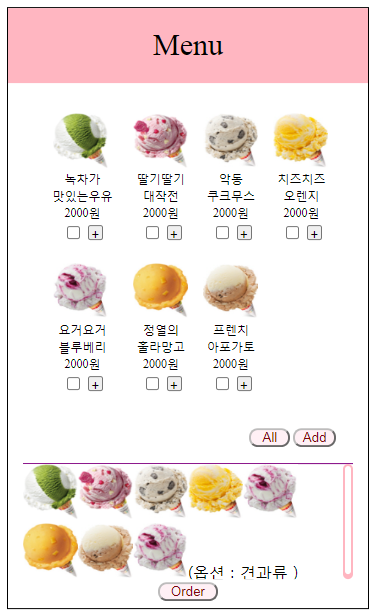 Menu
녹차가 딸기딸기 악동 치즈치즈
맛있는우유 대작전 쿠크무스 오렌지
2000원 2000원 2000원 2000원
+ + + +
요거요거 정열의 프렌치
블루베리 홀라망고 아포가토
2000원 2000원 2000원
+ + +
All Add
(옵션 : 견과류 )
Order